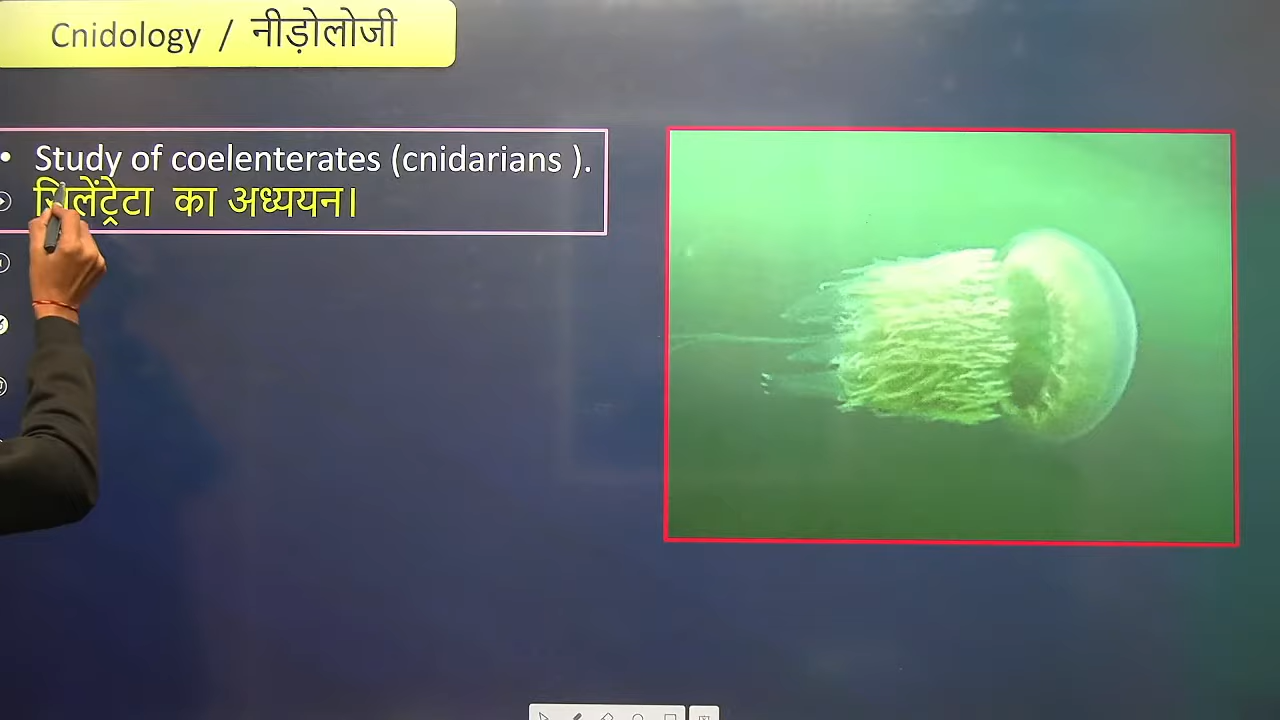 Cnidology / नीड़ोलोजी
• Study of coelenterates (cnidarians ).
का अध्ययन।